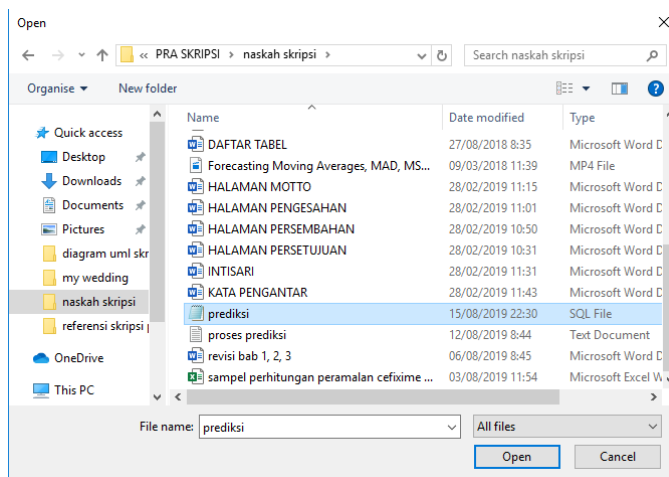 Open
« PRA SKRIPSI > naskah skripsi >
Search naskah skripsi
Organise
New folder
?
Name
Date modified
Type
Quick access
Desktop
Downloads
Documents
Pictures
diagram uml skr
my wedding
naskah skripsi
referensi skripsi
OneDrive
This PC
DAFTAR TABEL 27/08/2018 8:35 Microsoft Word D
Forecasting Moving Averages, MAD, MS... 09/03/2018 11:39 MP4 File
HALAMAN MOTTO 28/02/2019 11:15 Microsoft Word D
HALAMAN PENGESAHAN 28/02/2019 11:01 Microsoft Word D
HALAMAN PERSEMBAHAN 28/02/2019 10:50 Microsoft Word D
HALAMAN PERSETUJUAN 28/02/2019 10:31 Microsoft Word D
INTISARI 28/02/2019 11:31 Microsoft Word D
KATA PENGANTAR 28/02/2019 11:43 Microsoft Word D
prediksi 15/08/2019 22:30 SQL File
proses prediksi 12/08/2019 8:44 Text Document
revisi bab 1, 2, 3 06/08/2019 8:45 Microsoft Word D
sampel perhitungan peramalan cefixime ... 03/08/2019 11:54 Microsoft Excel W
File name: prediksi
All files
Open
Cancel